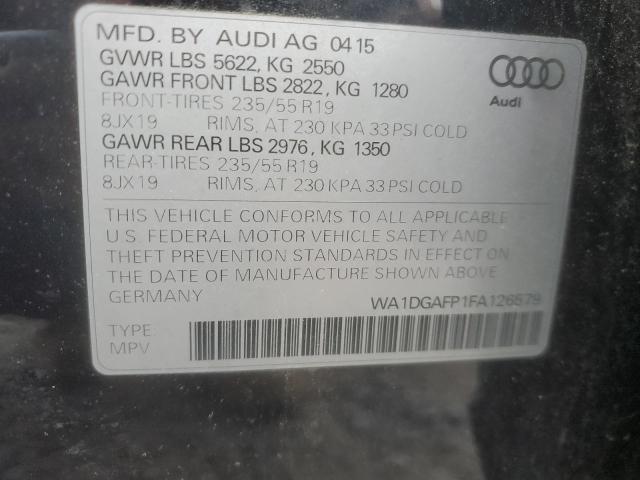 MFD. BY AUDI AG 04 15
GVWR LBS 5622, KG 2550
GAWR FRONT LBS 2822, KG 1280
FRONT-TIRES 235/55 R19
8JX19 RIMS, AT 230 KPA 33 PSI COLD
GAWR REAR LBS 2976, KG 1350
REAR-TIRES 235/55 R19
8JX19 RIMS, AT 230 KPA 33 PSI COLD
Audi
THIS VEHICLE CONFORMS TO ALL APPLICABLE
U.S. FEDERAL MOTOR VEHICLE SAFETY AND
THEFT PREVENTION STANDARDS IN EFFECT ON
THE DATE OF MANUFACTURE SHOWN ABOVE
GERMANY WA1DGAFP1FA126579
TYPE
MPV